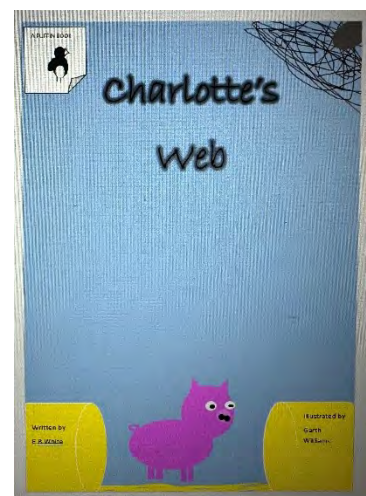 A PUFFIN BOOK
Charlotte's
Web
Written by
E.B.White
Illustrated by
Garth
Williams